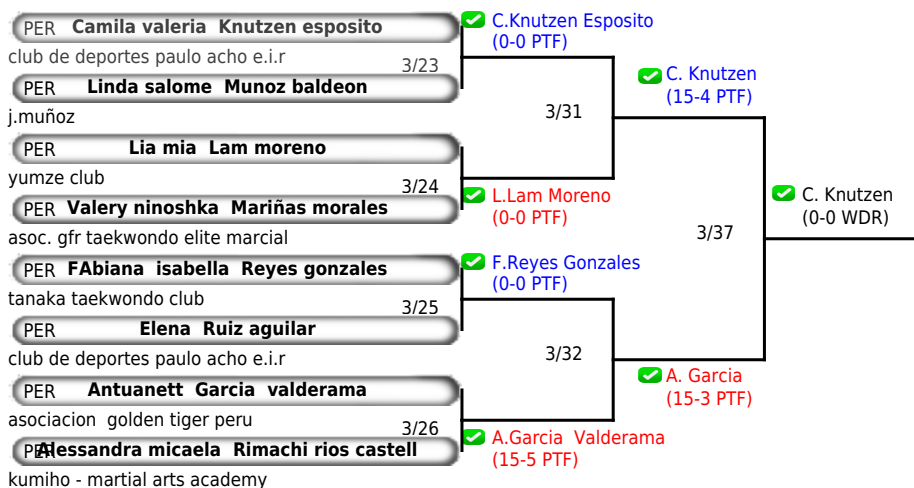 PER Camila valeria Knutzen esposito
club de deportes paulo acho e.i.r
3/23
PER Linda salome Munoz baldeon
j.muñoz
PER Lia mia Lam moreno
yumze club
3/24
PER Valery ninoshka Mariñas morales
asoc. gfr taekwondo elite marcial
PER FAbiana isabella Reyes gonzales
tanaka taekwondo club
3/25
PER Elena Ruiz aguilar
club de deportes paulo acho e.i.r
PER Antuanett Garcia valderama
asociacion golden tiger peru
3/26
PER Alessandra micaela Rimachi rios castell
kumiho - martial arts academy
C.Knutzen Esposito
(0-0 PTF)
3/31
L.Lam Moreno
(0-0 PTF)
F.Reyes Gonzales
(0-0 PTF)
3/32
A.Garcia Valderama
(15-5 PTF)
C. Knutzen
(15-4 PTF)
3/37
A. Garcia
(15-3 PTF)
C. Knutzen
(0-0 WDR)